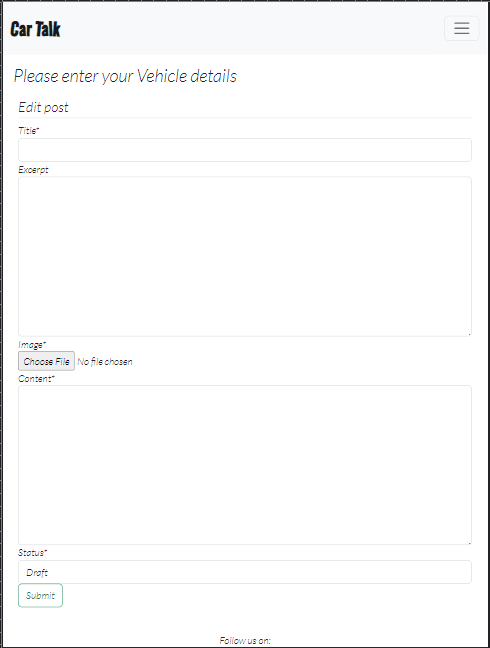 Car Talk
Please enter your Vehicle details
Edit post
Title*
Excerpt
Image*
Choose File No file chosen
Content*
Status*
Draft
Submit
Follow us on: